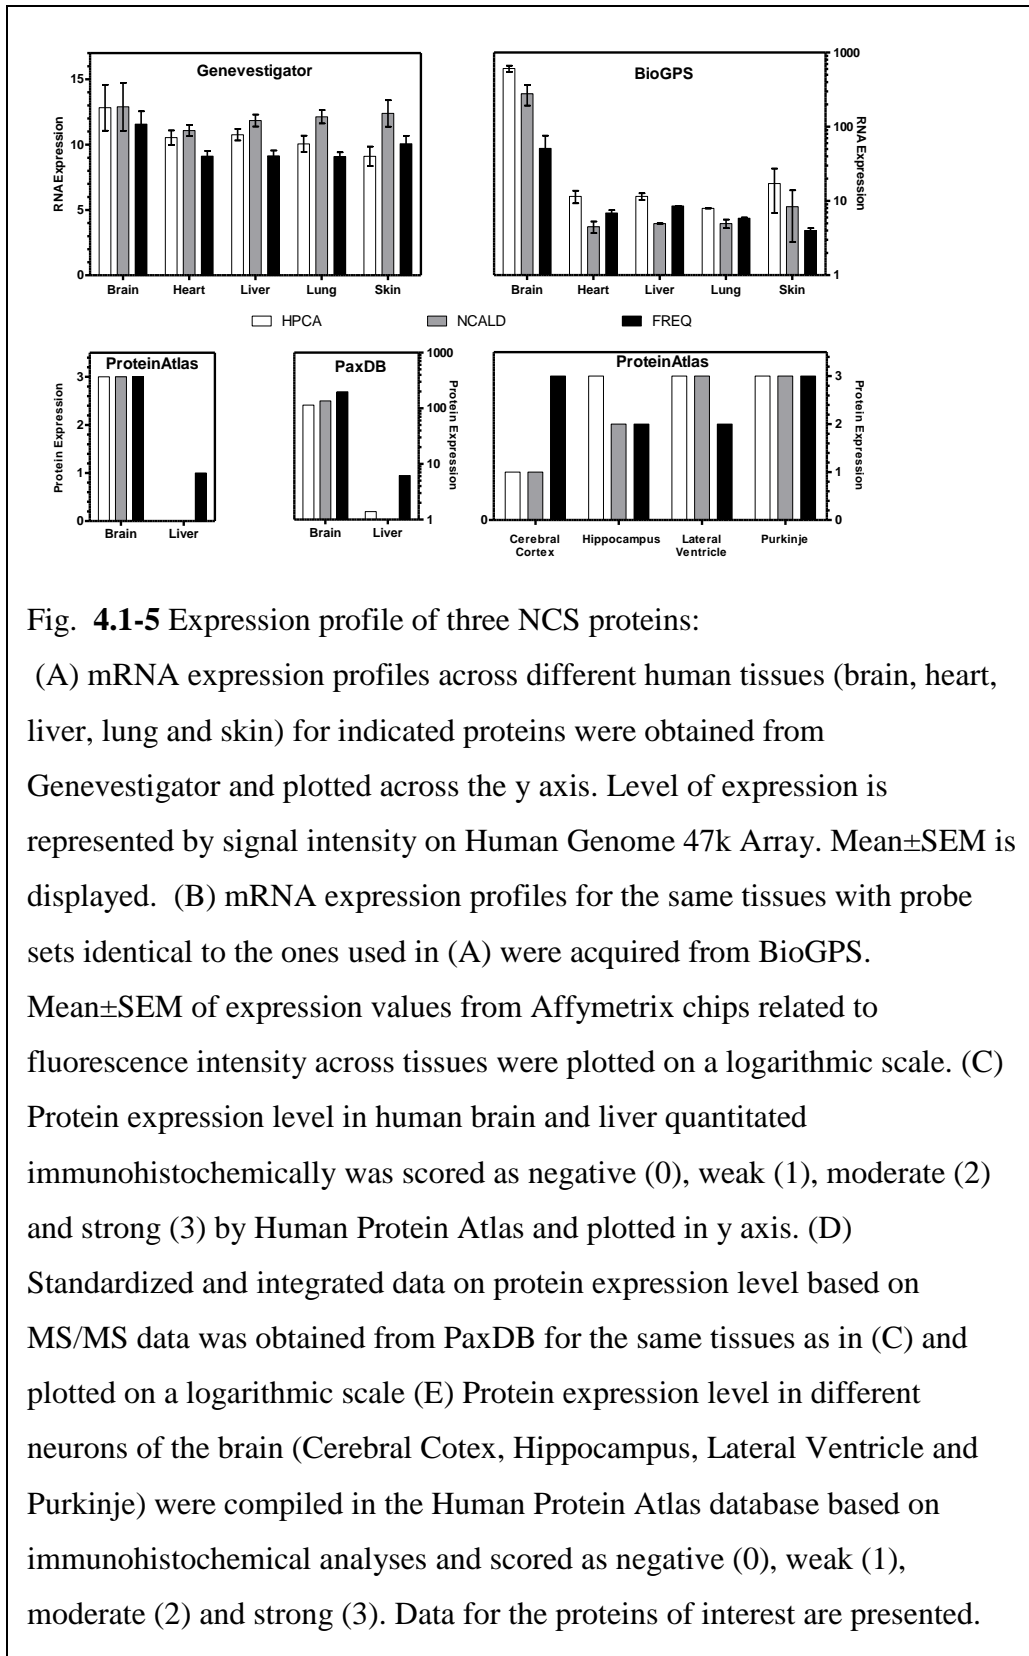 Genevestigator
RNA Expression
15
10
5
0
Brain Heart Liver Lung Skin
BioGPS
1000
100
10
1
RNA Expression
Brain Heart Liver Lung Skin
HPCA NCALD FREQ
ProteinAtlas
Protein Expression
3
2
1
0
Brain Liver
PaxDB
1000
100
10
1
Protein Expression
Brain Liver
ProteinAtlas
0
3
2
1
0
Protein Expression
Cerebral Hippocampus Lateral Purkinje
Cortex Ventricle
Fig. 4.1-5 Expression profile of three NCS proteins:
(A) mRNA expression profiles across different human tissues (brain, heart,
liver, lung and skin) for indicated proteins were obtained from
Genevestigator and plotted across the y axis. Level of expression is
represented by signal intensity on Human Genome 47k Array. Mean±SEM is
displayed. (B) mRNA expression profiles for the same tissues with probe
sets identical to the ones used in (A) were acquired from BioGPS.
Mean±SEM of expression values from Affymetrix chips related to
fluorescence intensity across tissues were plotted on a logarithmic scale. (C)
Protein expression level in human brain and liver quantitated
immunohistochemically was scored as negative (0), weak (1), moderate (2)
and strong (3) by Human Protein Atlas and plotted in y axis. (D)
Standardized and integrated data on protein expression level based on
MS/MS data was obtained from PaxDB for the same tissues as in (C) and
plotted on a logarithmic scale (E) Protein expression level in different
neurons of the brain (Cerebral Cotex, Hippocampus, Lateral Ventricle and
Purkinje) were compiled in the Human Protein Atlas database based on
immunohistochemical analyses and scored as negative (0), weak (1),
moderate (2) and strong (3). Data for the proteins of interest are presented.